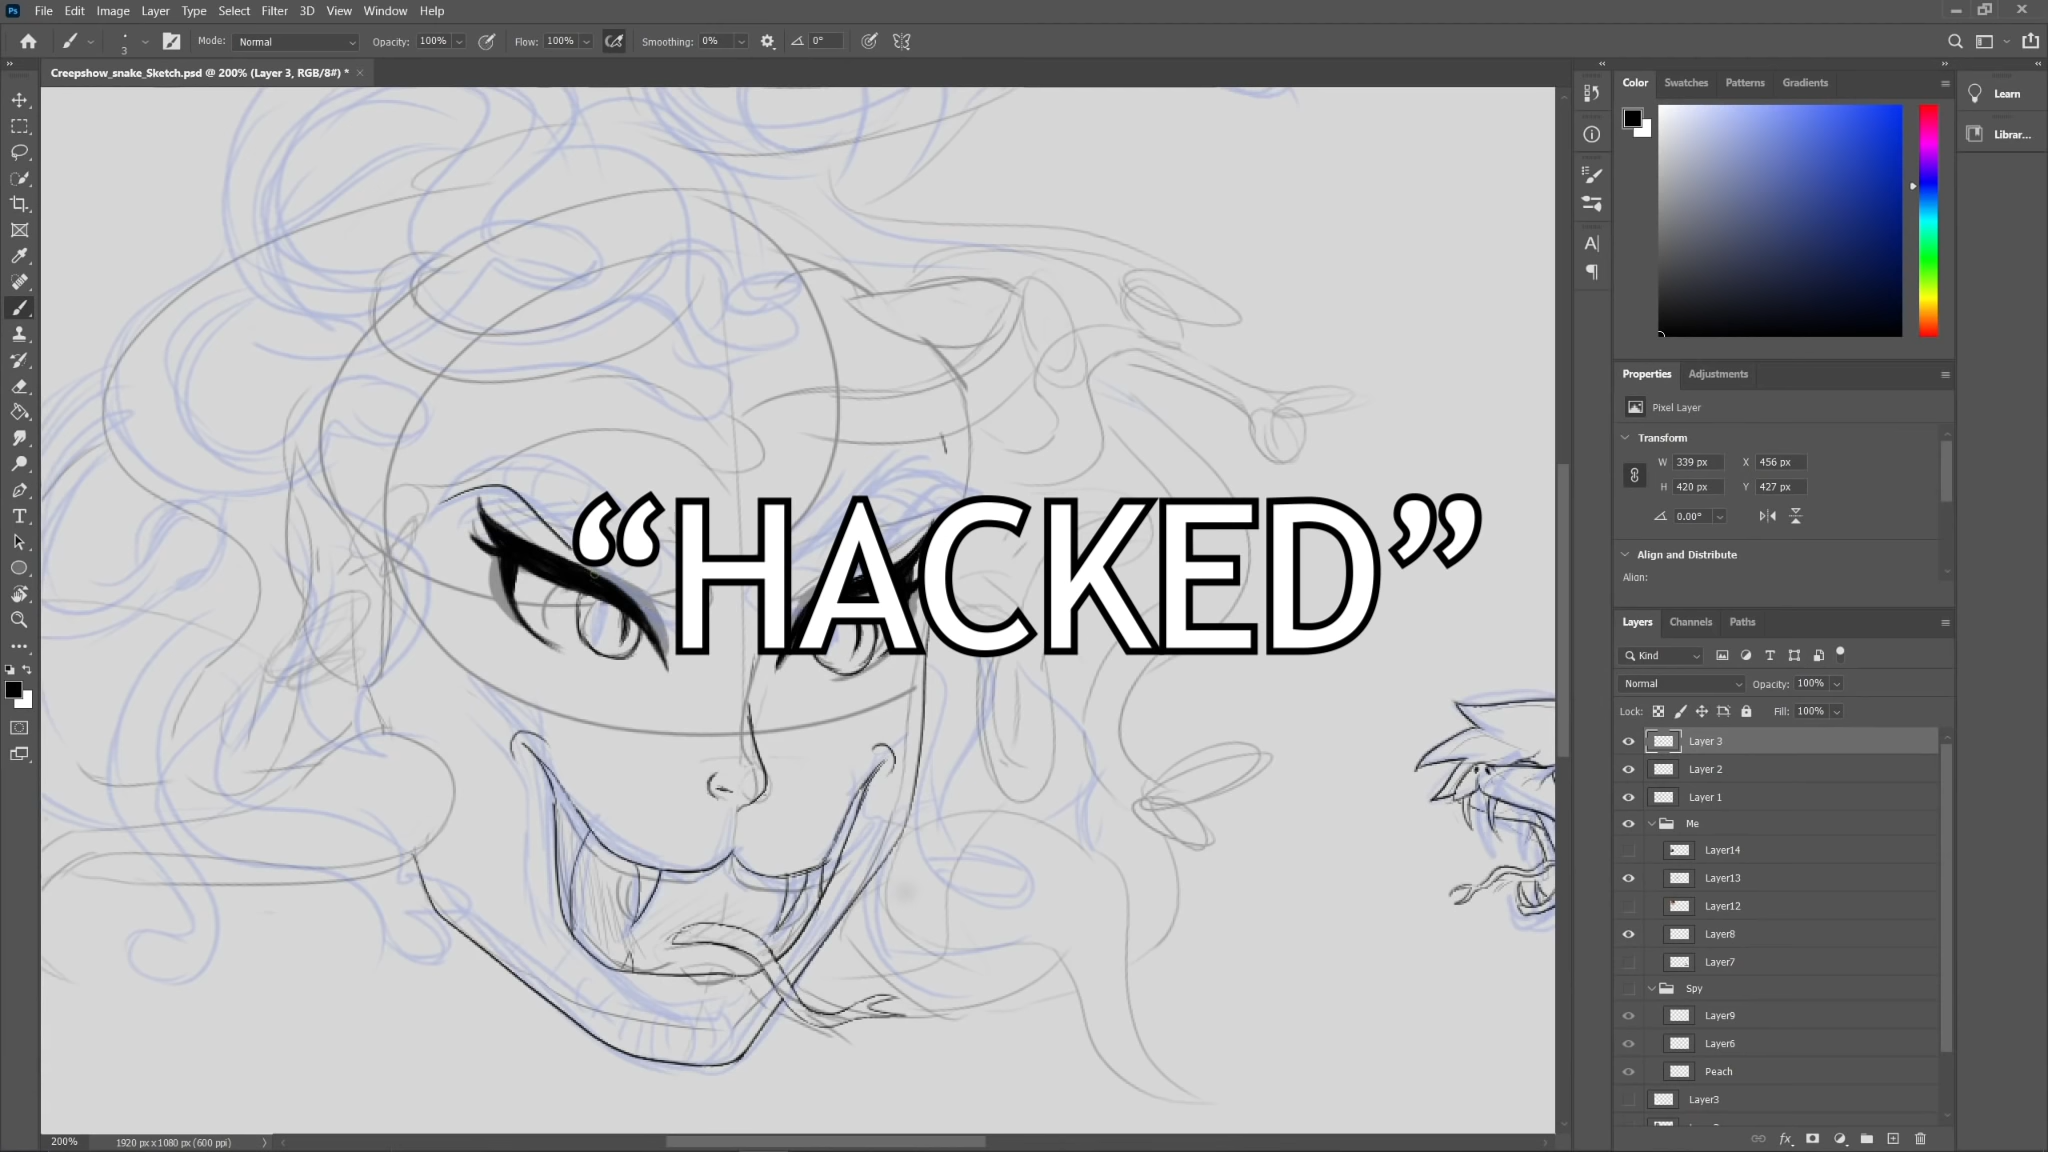 Ps File Edit Image Layer Type Select Filter 3D View Window Help
3 Mode: Normal Opacity: 100% Flow: 100% Smoothing: 0% 0°
Creepshow_snake_Sketch.psd @ 200% (Layer 3, RGB/8#) * ×
Color Swatches Patterns Gradients
Learn
Librar...
Properties Adjustments
Pixel Layer
Transform
W 339 px X 456 px
H 420 px Y 427 px
0.00°
Align and Distribute
Align:
“HACKED”
Layers Channels Paths
Kind
Normal Opacity: 100%
Lock: Fill: 100%
Layer 3
Layer 2
Layer 1
Me
Layer14
Layer13
Layer12
Layer8
Layer7
Spy
Layer9
Layer6
Peach
Layer3
200% 1920 px x 1080 px (600 ppi)
fx